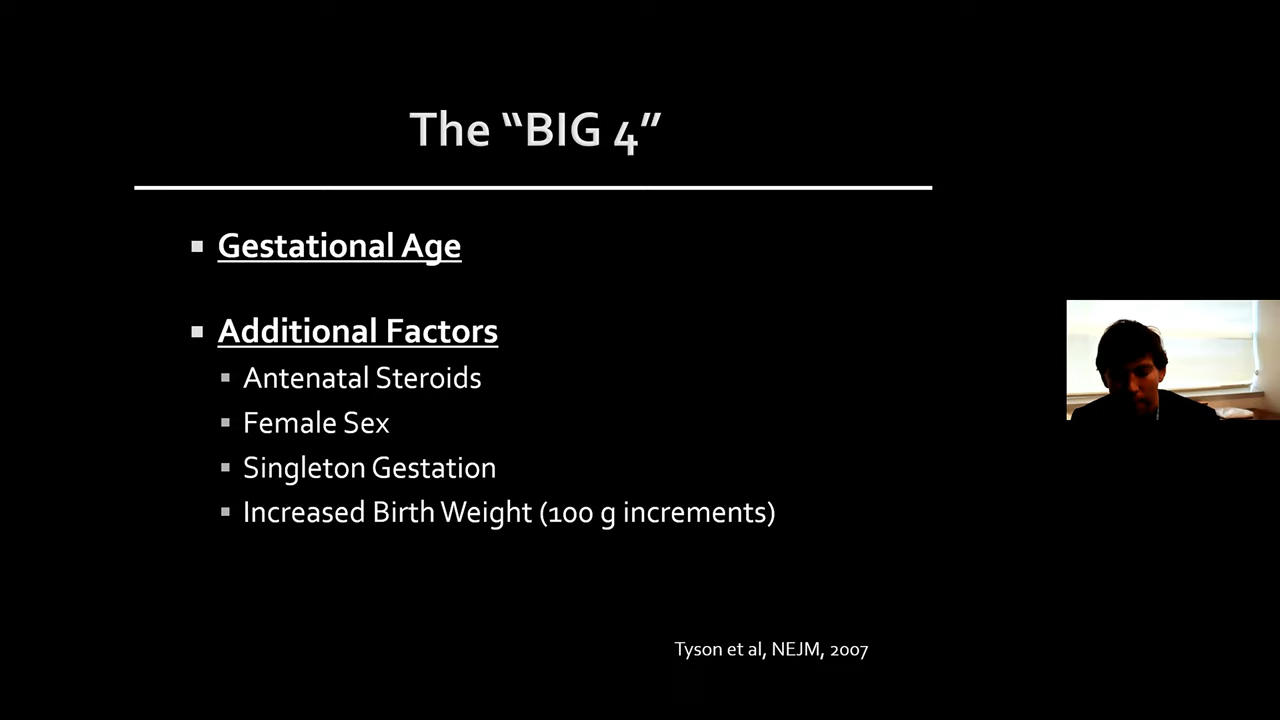 The “BIG 4”
Gestational Age
Additional Factors
Antenatal Steroids
Female Sex
Singleton Gestation
Increased Birth Weight (100 g increments)
Tyson et al, NEJM, 2007